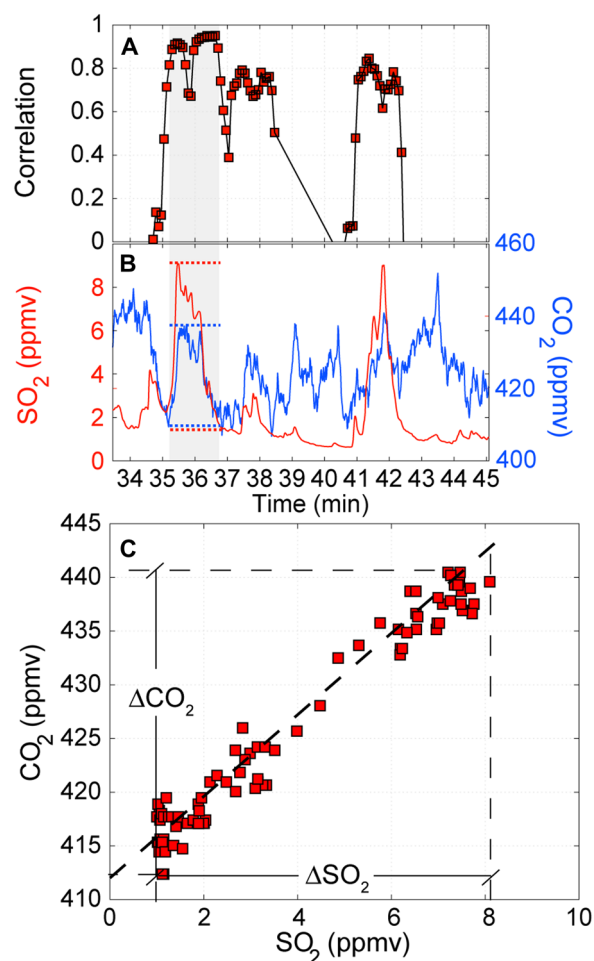 A
Correlation
1
0.8
0.6
0.4
0.2
0
B
SO2 (ppmv)
8
6
4
2
0
460
440
420
400
CO2 (ppmv)
34 35 36 37 38 39 40 41 42 43 44 45
Time (min)
C
CO2 (ppmv)
445
440
435
430
425
420
415
410
ΔCO2
ΔSO2
0 2 4 6 8 10
SO2 (ppmv)